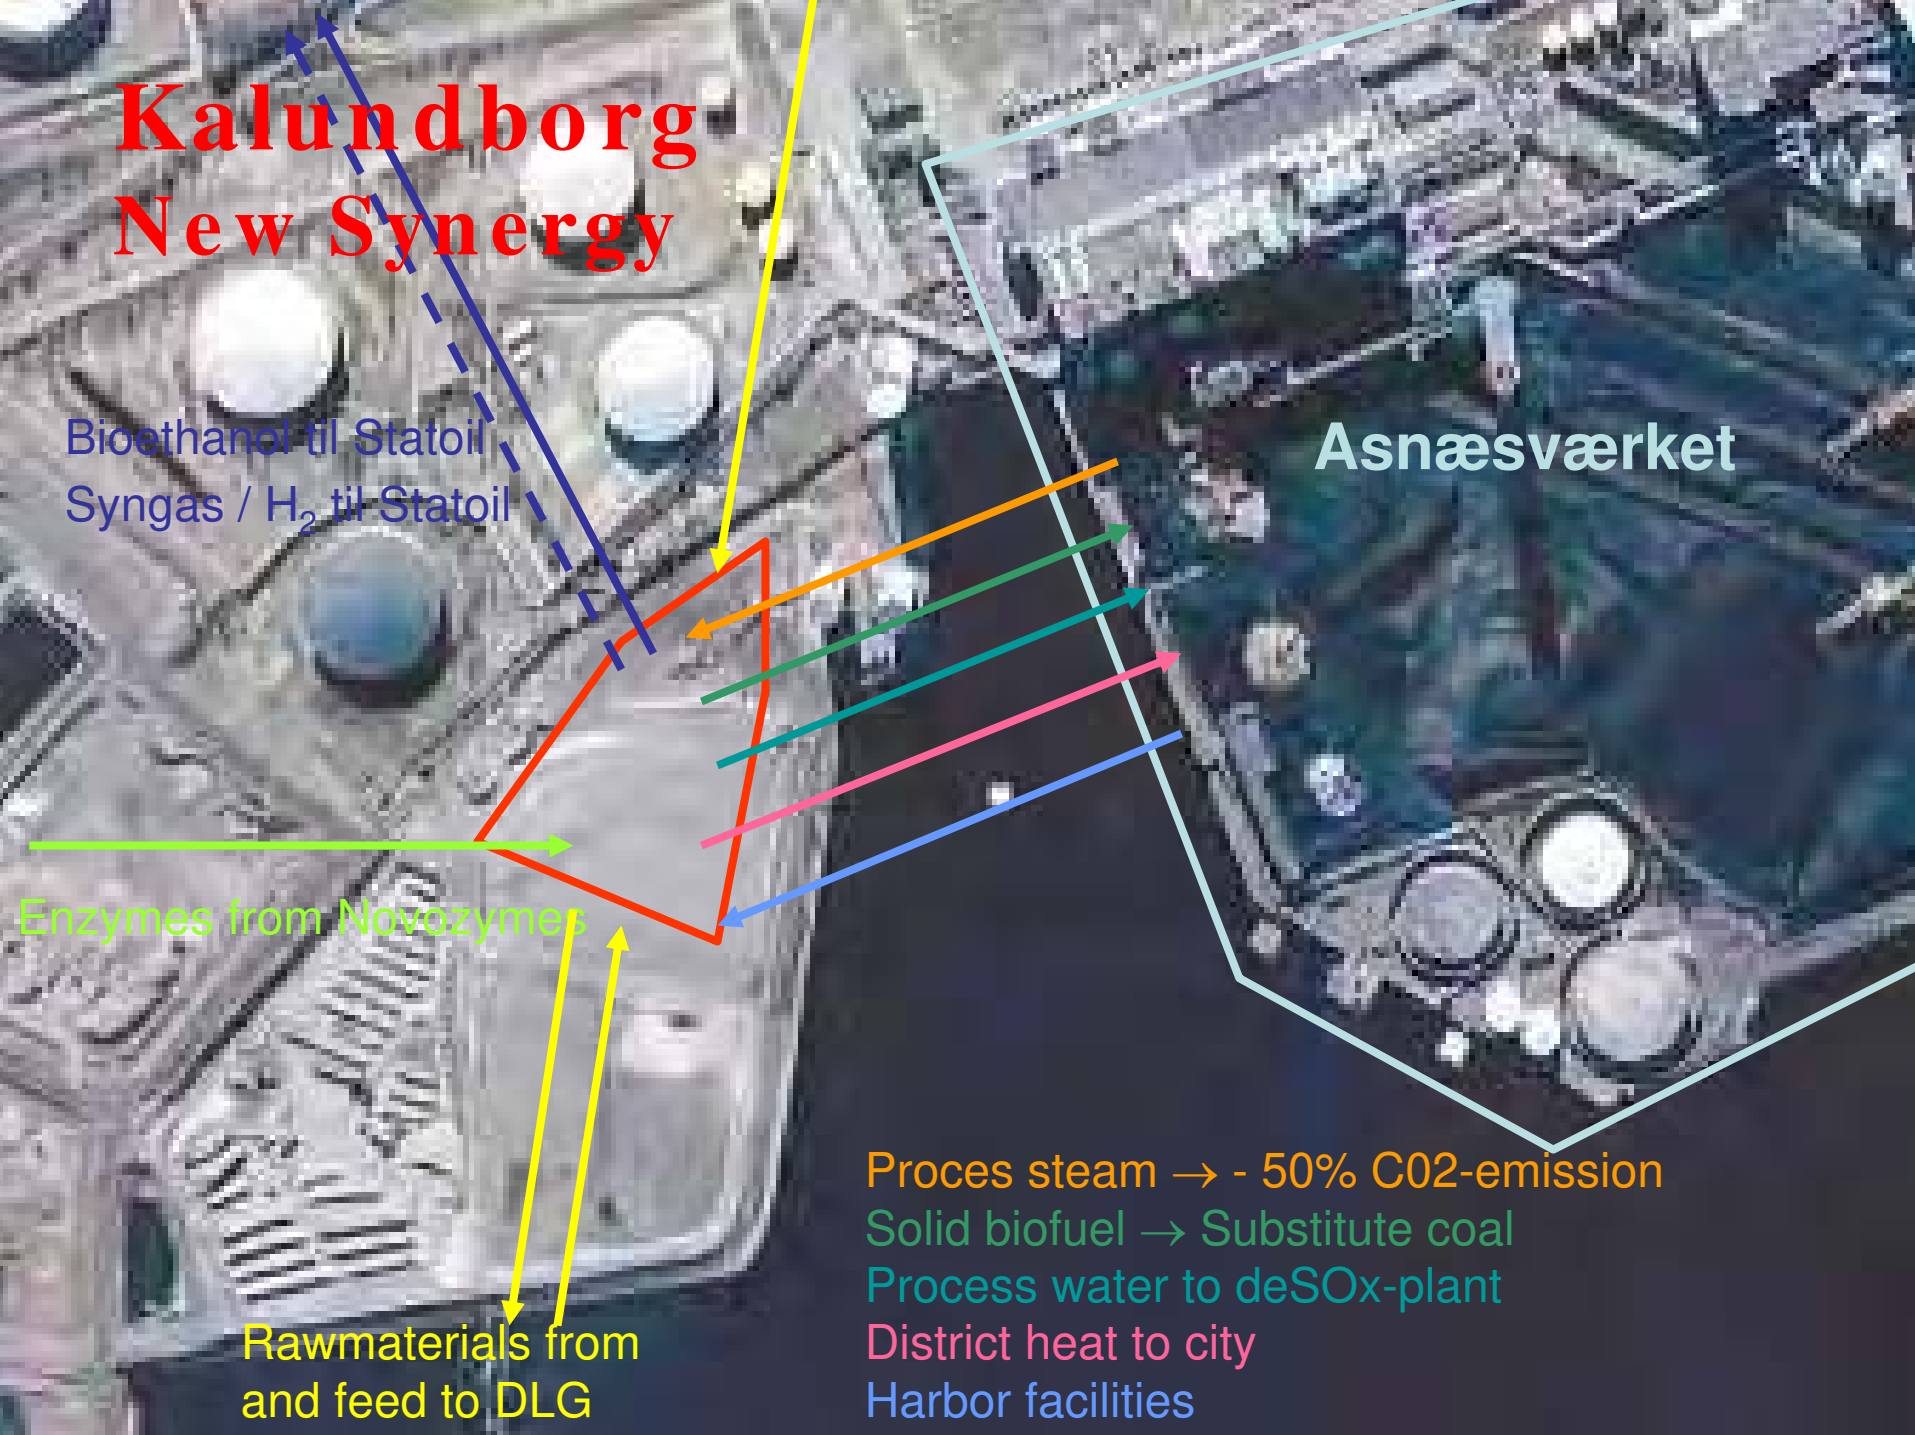 Kalundborg
New Synergy
Bioethanol til Statoil
Syngas / H₂ til Statoil
Asnæsværket
Enzymes from Novozymes
Rawmaterials from
and feed to DLG
Proces steam → - 50% C02-emission
Solid biofuel → Substitute coal
Process water to deSOx-plant
District heat to city
Harbor facilities